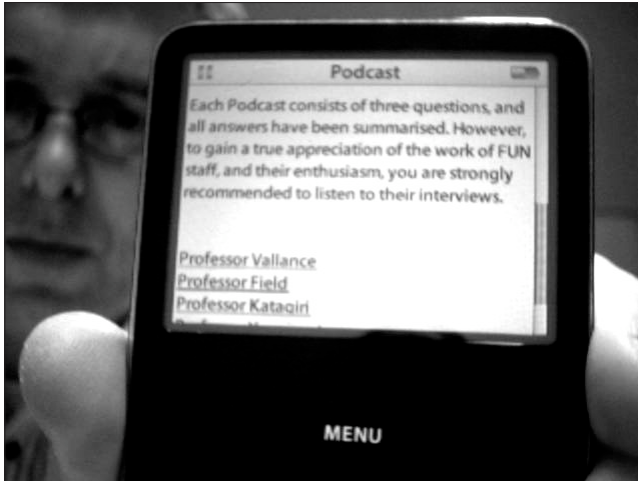 Podcast
Each Podcast consists of three questions, and
all answers have been summarised. However,
to gain a true appreciation of the work of FUN
staff, and their enthusiasm, you are strongly
recommended to listen to their interviews.
Professor Vallance
Professor Field
Professor Katagiri
MENU